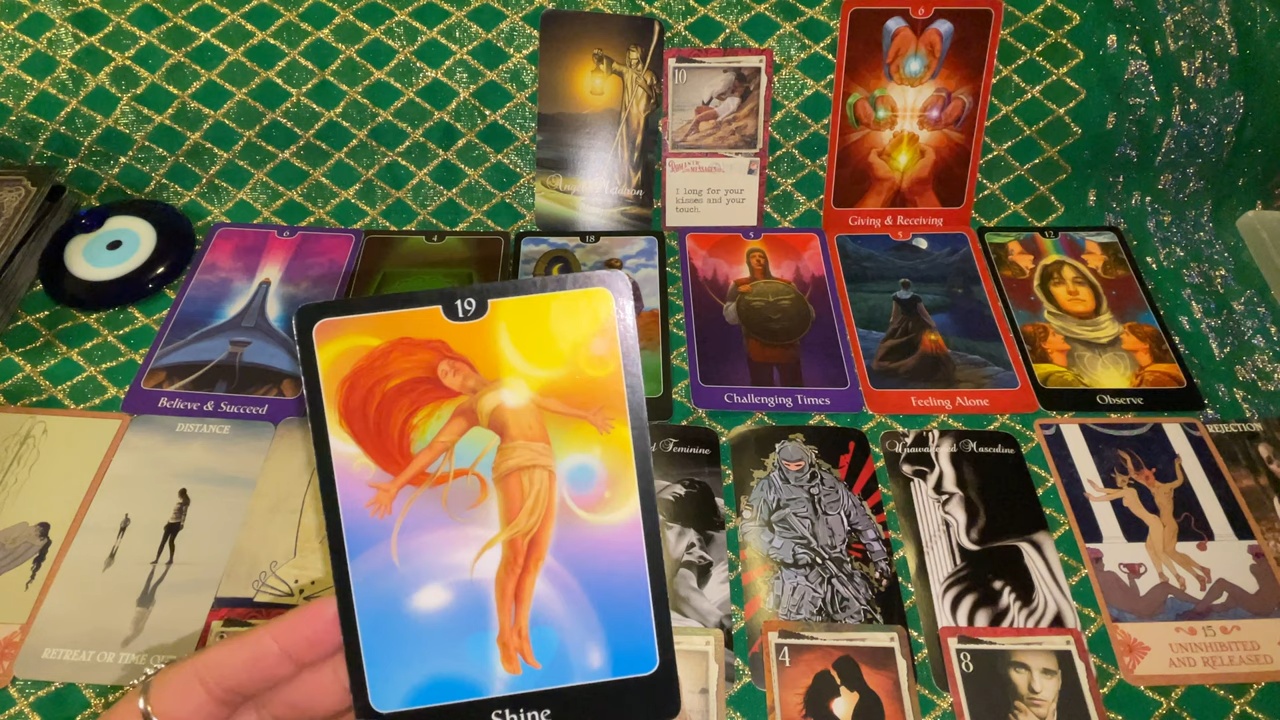 6
10
I long for your
kisses and your
touch.
Giving & Receiving
6
4
18
5
5
12
19
Believe & Succeed
Challenging Times
Feeling Alone
Observe
DISTANCE
RETREAT OR TIME
Feminine
Masculine
REJECTION
15
UNINHIBITED
AND RELEASED
4
8
Shine